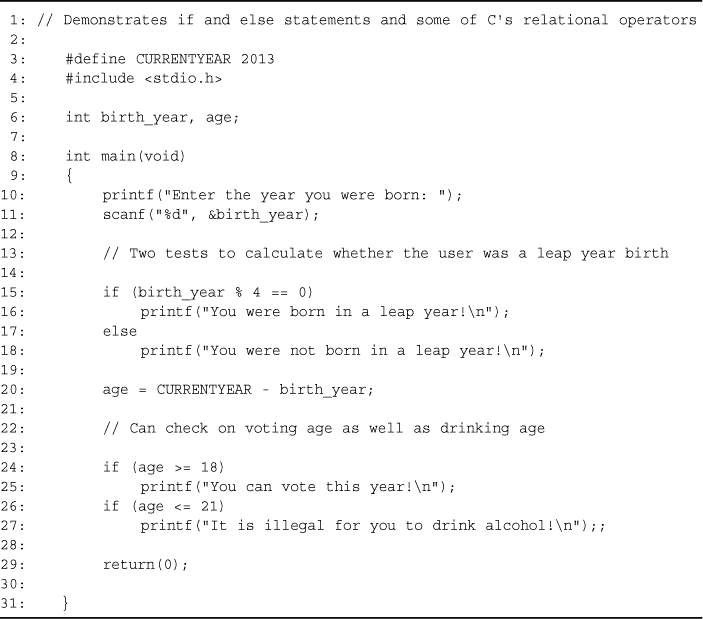 1: // Demonstrates if and else statements and some of C's relational operators
2:
3: #define CURRENTYEAR 2013
4: #include <stdio.h>
5:
6: int birth_year, age;
7:
8: int main(void)
9: {
10: printf("Enter the year you were born: ");
11: scanf("%d", &birth_year);
12:
13: // Two tests to calculate whether the user was a leap year birth
14:
15: if (birth_year % 4 == 0)
16: printf("You were born in a leap year!\n");
17: else
18: printf("You were not born in a leap year!\n");
19:
20: age = CURRENTYEAR - birth_year;
21:
22: // Can check on voting age as well as drinking age
23:
24: if (age >= 18)
25: printf("You can vote this year!\n");
26: if (age <= 21)
27: printf("It is illegal for you to drink alcohol!\n");;
28:
29: return(0);
30:
31: }